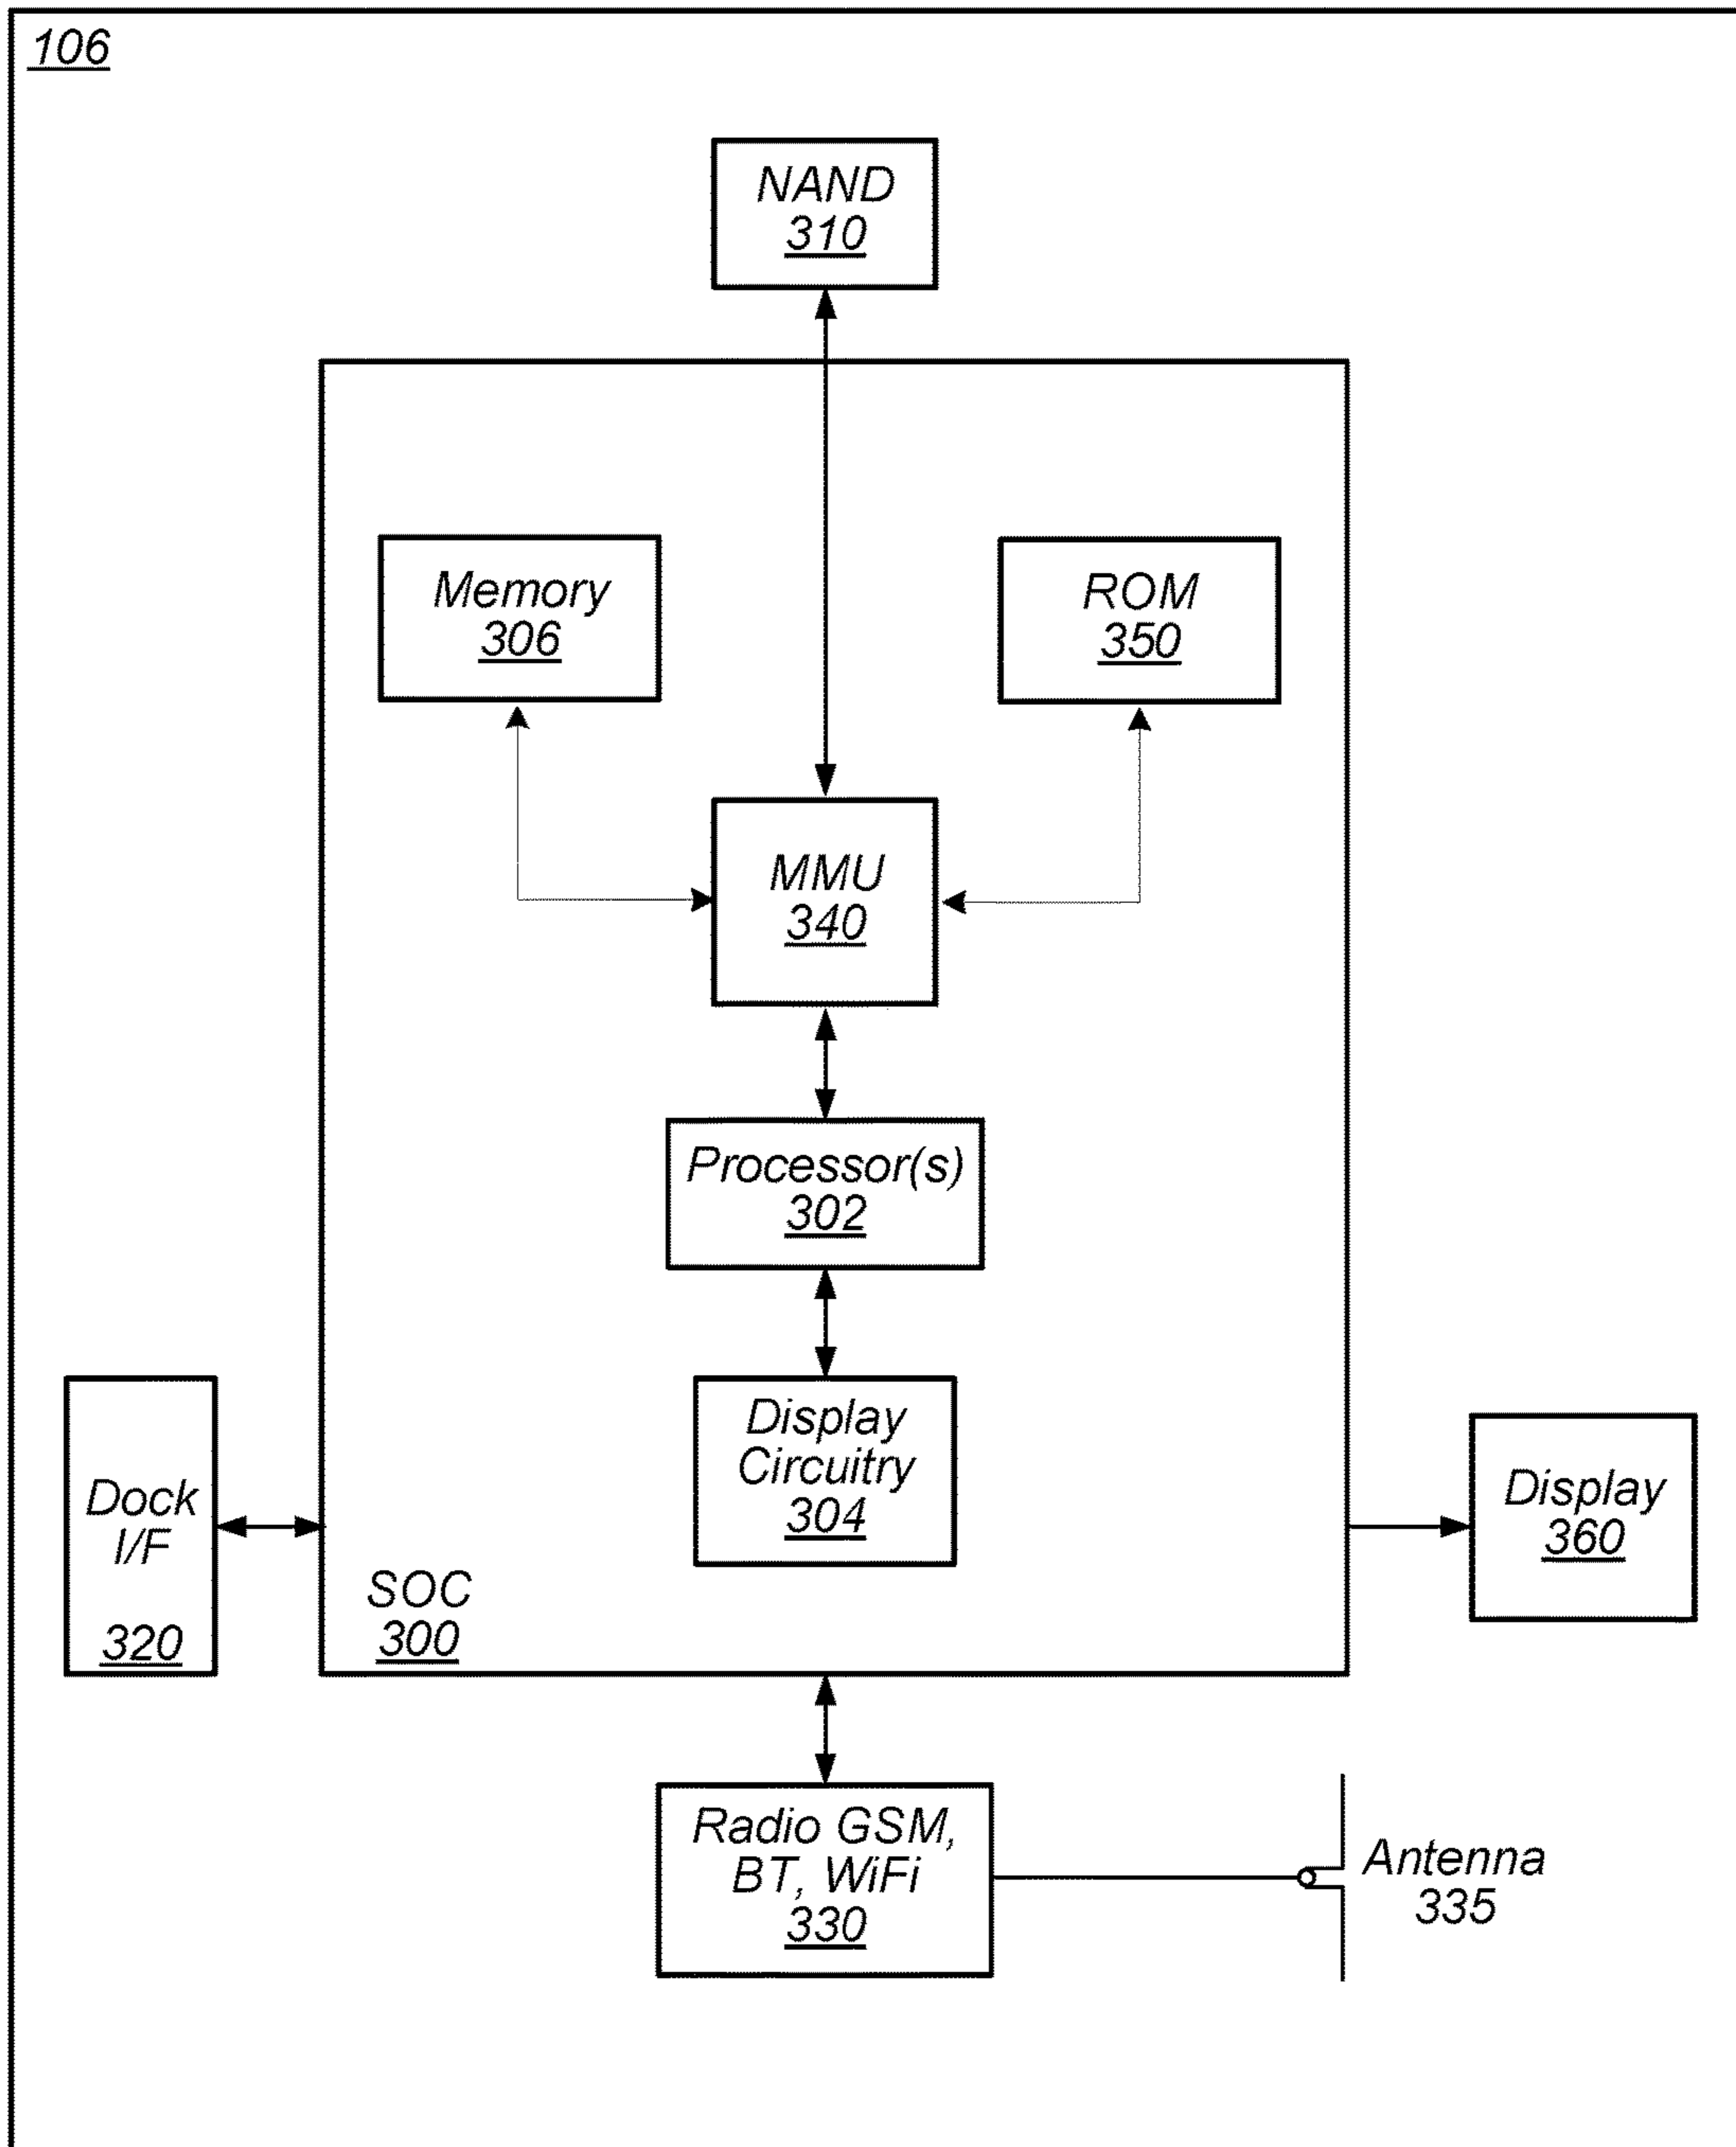 106
NAND
310
Memory
306
ROM
350
MMU
340
Processor(s)
302
Display
Circuitry
304
Dock
I/F
320
SOC
300
Display
360
Radio GSM,
BT, WiFi
330
Antenna
335